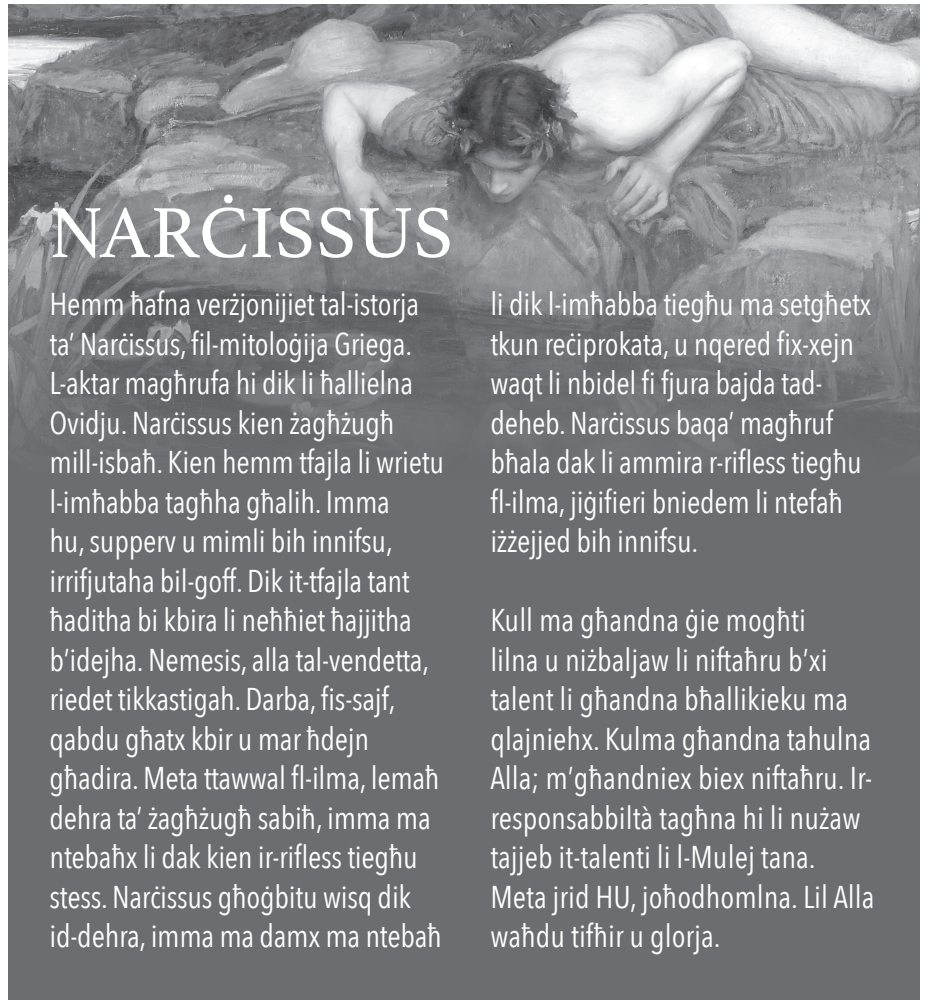 NARĊISSUS
Hemm ħafna verżjonijiet tal-istorja
ta’ Narċissus, fil-mitoloġija Griega.
L-aktar magħrufa hi dik li ħallielna
Ovidju. Narċissus kien żagħżugħ
mill-isbaħ. Kien hemm tfajla li wrietu
l-imħabba tagħha għalih. Imma
hu, supperv u mimli bih innifsu,
irrifjutaha bil-goff. Dik it-tfajla tant
ħaditha bi kbira li neħħiet ħajjitha
b’idejha. Nemesis, alla tal-vendetta,
riedet tikkastigah. Darba, fis-sajf,
qabdu għatx kbir u mar ħdejn
għadira. Meta ttawwal fl-ilma, lemaħ
dehra ta’ żagħżugħ sabiħ, imma ma
ntebaħx li dak kien ir-rifless tiegħu
stess. Narċissus għoġbitu wisq dik
id-dehra, imma ma damx ma ntebaħ
li dik l-imħabba tiegħu ma setgħetx
tkun reċiprokata, u nqered fix-xejn
waqt li nbidel fi fjura bajda tad-
deheb. Narċissus baqa’ magħruf
bħala dak li ammira r-rifless tiegħu
fl-ilma, jiġifieri bniedem li ntefaħ
iżżejjed bih innifsu.
Kull ma għandna ġie mogħti
lilna u niżbaljaw li niftaħru b’xi
talent li għandna bħallikieku ma
qlajniehx. Kulma għandna tahulna
Alla; m’għandniex biex niftaħru. Ir-
responsabbiltà tagħna hi li nużaw
tajjeb it-talenti li l-Mulej tana.
Meta jrid HU, joħodhomlna. Lil Alla
waħdu tifħir u glorja.